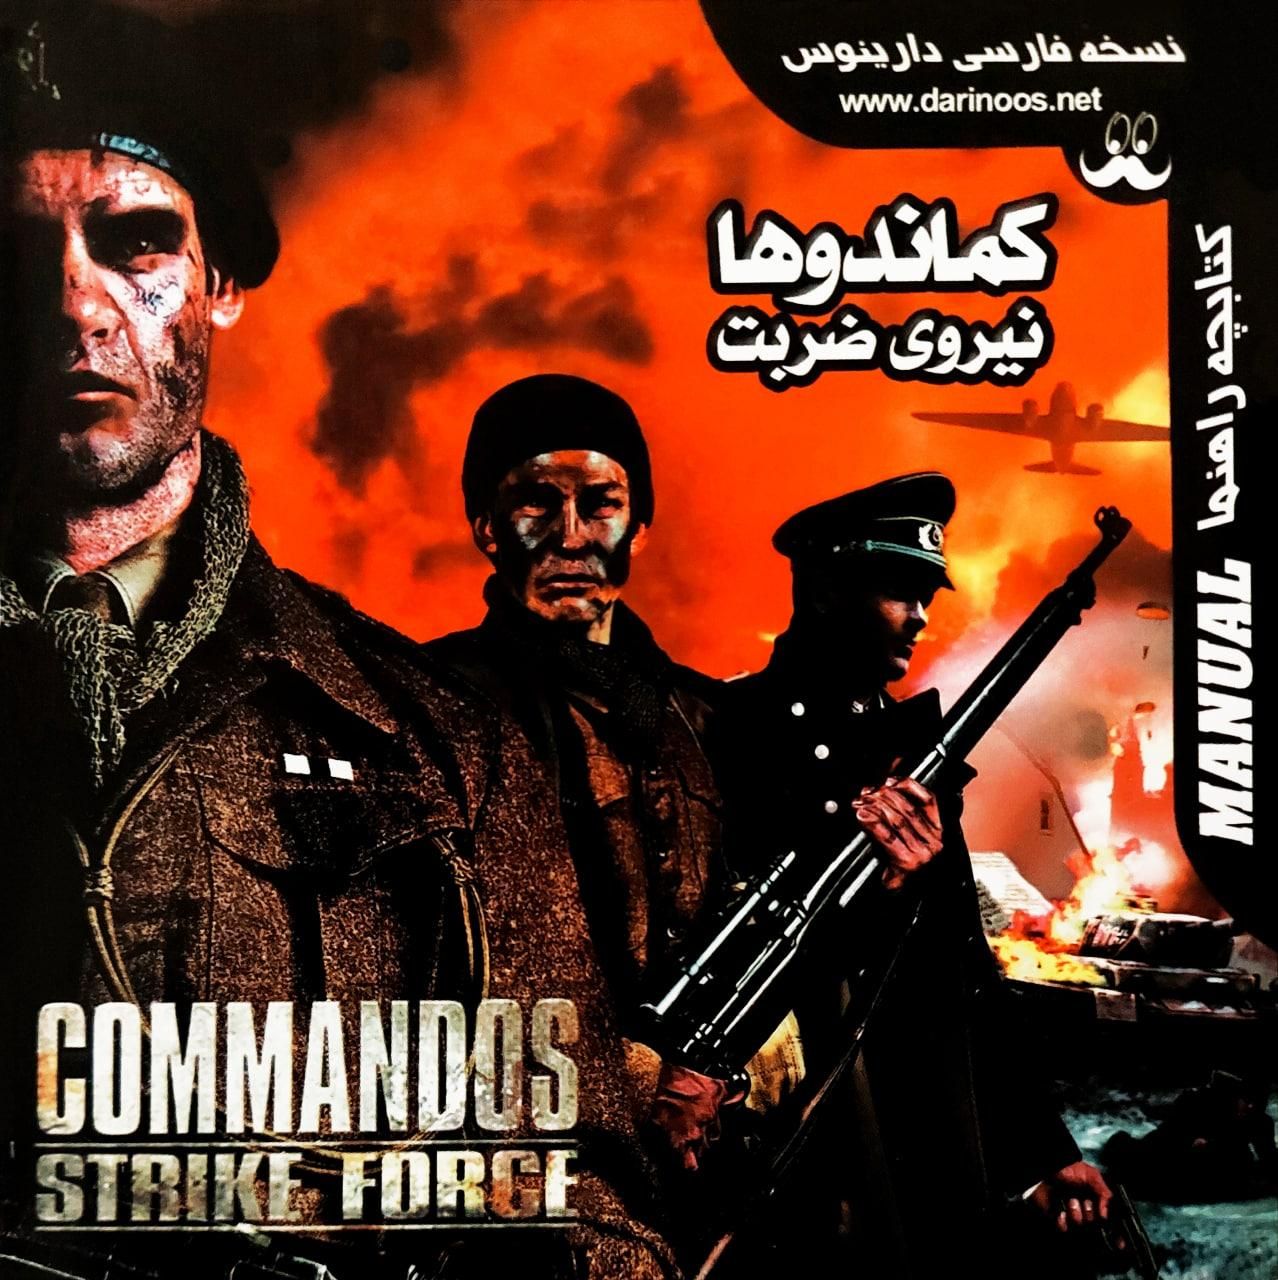 نسخه فارسی دارینوس
www.darinoos.net
کماندوها
نیروی ضربت
کتابچه راهنما MANUAL
COMMANDOS
STRIKE FORCE